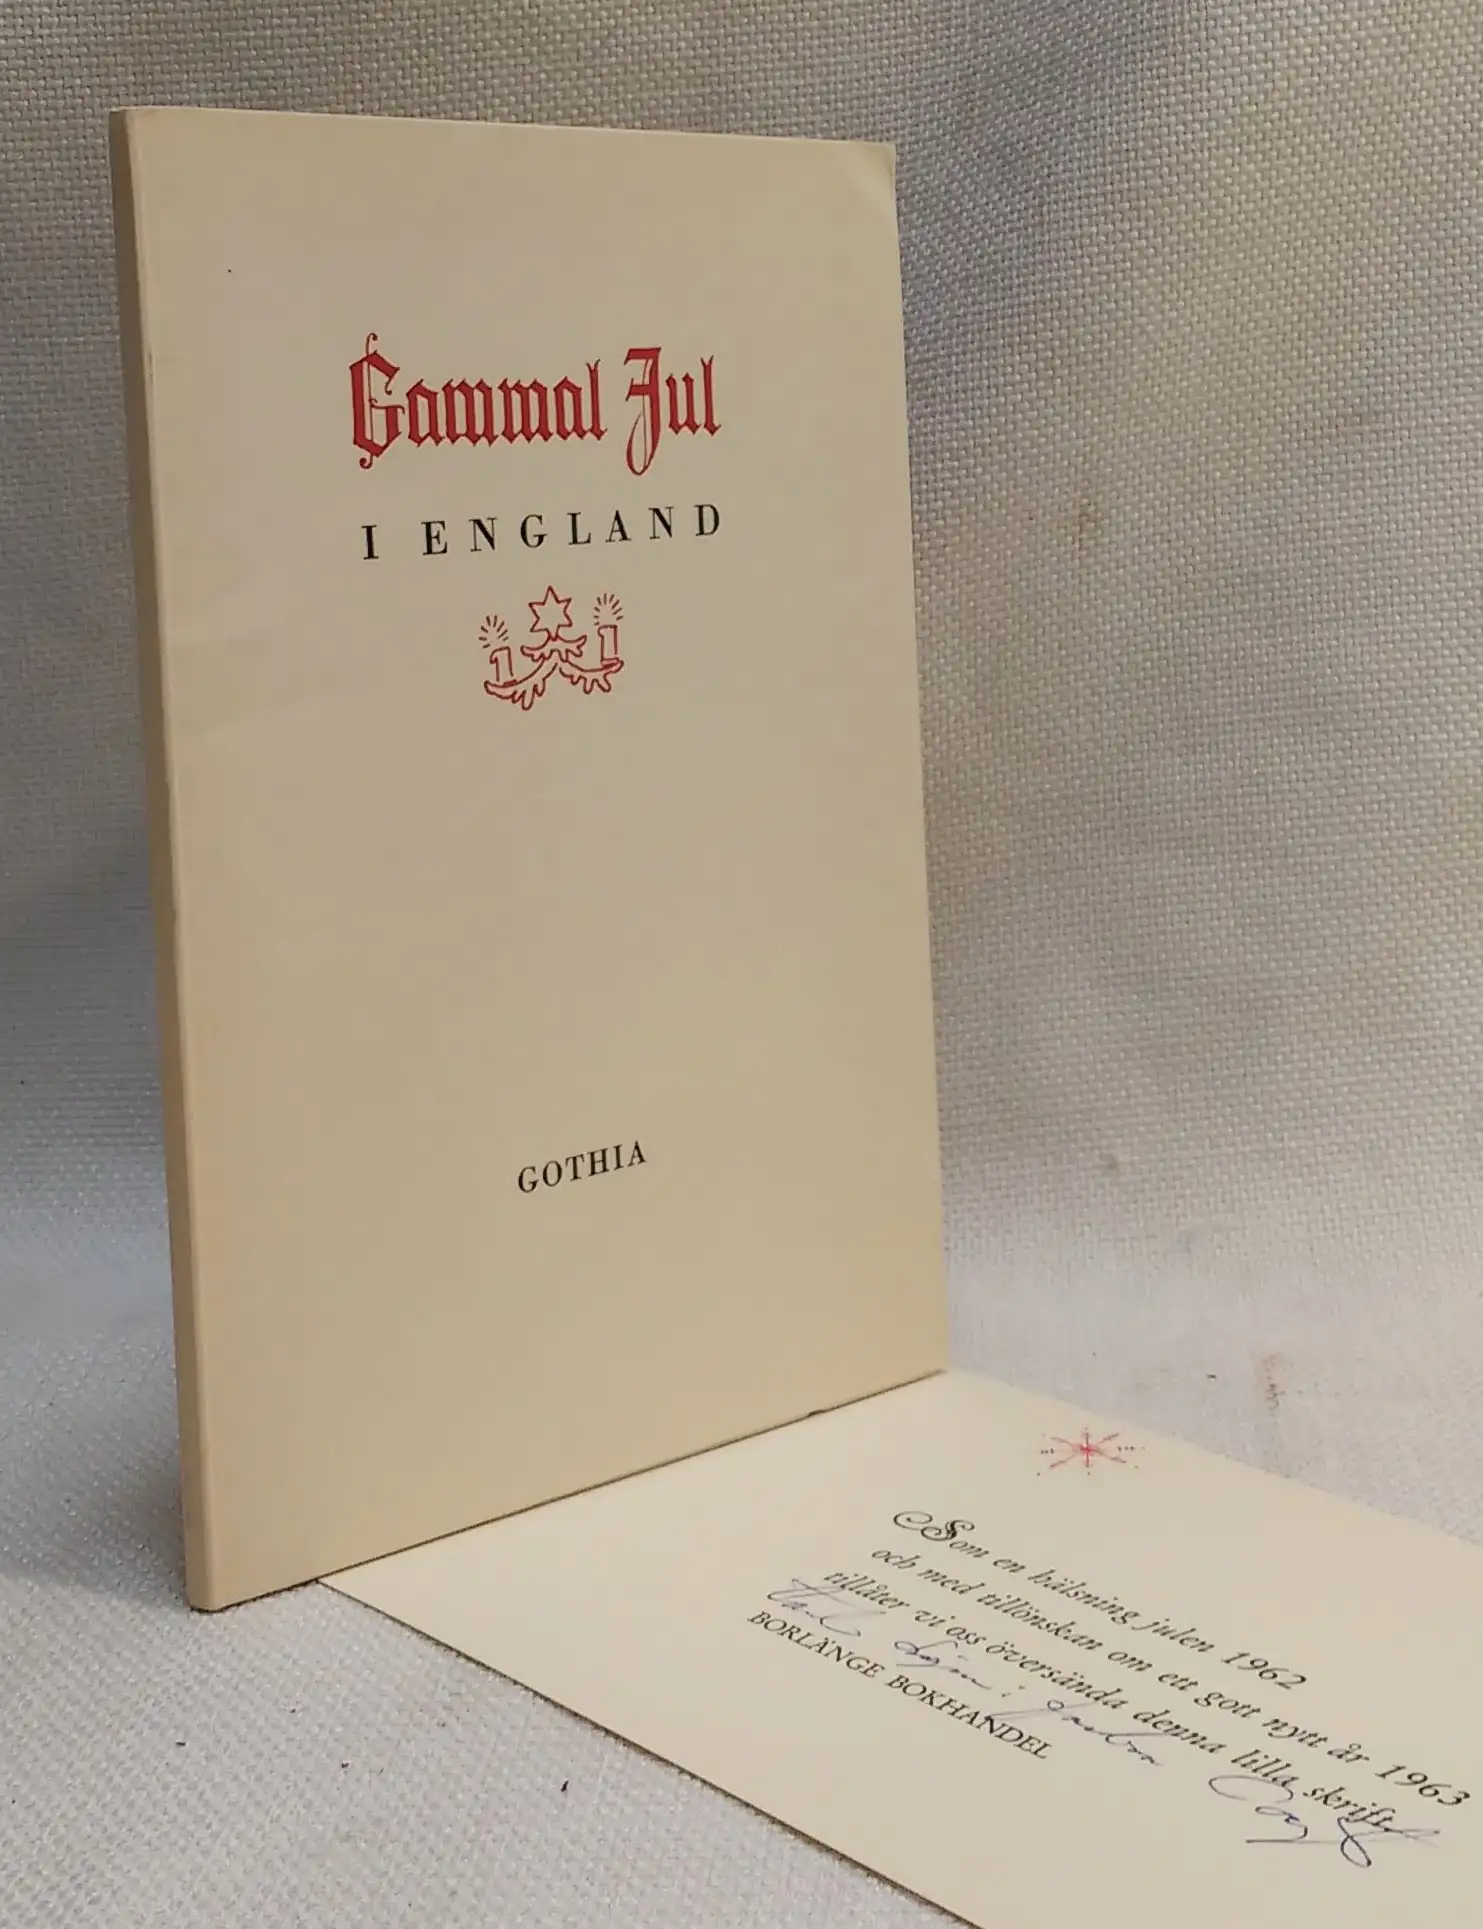 Gammal Jul
I ENGLAND
GOTHIA
Som en hälsning julen 1962
och med tillönskan om ett gott nytt år 1963
tillåter vi oss översända denna lilla skrift
BORLÄNGE BOKHANDEL